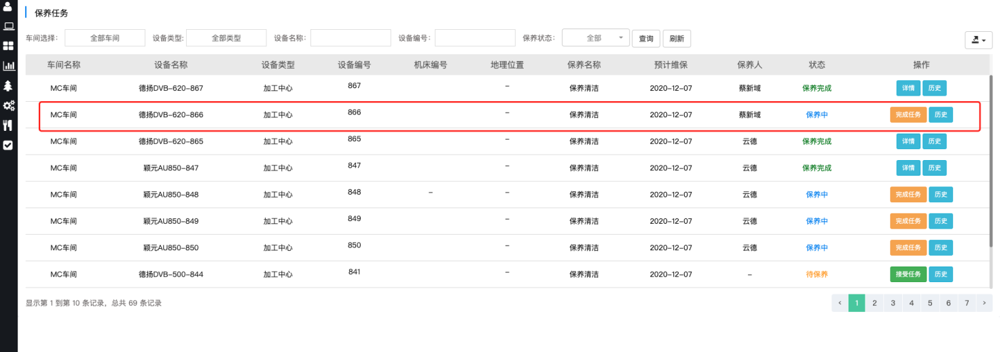 保养任务
车间选择: 全部车间 设备类型: 全部类型 设备名称: 设备编号: 保养状态: 全部 查询 刷新
车间名称 设备名称 设备类型 设备编号 机床编号 地理位置 保养名称 预计维保 保养人 状态 操作
MC车间 德扬DVB-620-867 加工中心 867 - 保养清洁 2020-12-07 蔡新域 保养完成 详情 历史
MC车间 德扬DVB-620-866 加工中心 866 - 保养清洁 2020-12-07 蔡新域 保养中 完成任务 历史
MC车间 德扬DVB-620-865 加工中心 865 - 保养清洁 2020-12-07 云德 保养完成 详情 历史
MC车间 颖元AU850-847 加工中心 847 - 保养清洁 2020-12-07 云德 保养完成 详情 历史
MC车间 颖元AU850-848 加工中心 848 - - 保养清洁 2020-12-07 云德 保养中 完成任务 历史
MC车间 颖元AU850-849 加工中心 849 - 保养清洁 2020-12-07 云德 保养中 完成任务 历史
MC车间 颖元AU850-850 加工中心 850 - 保养清洁 2020-12-07 云德 保养中 完成任务 历史
MC车间 德扬DVB-500-844 加工中心 841 - 保养清洁 2020-12-07 - 待保养 接受任务 历史
显示第 1 到第 10 条记录，总共 69 条记录 ‹ 1 2 3 4 5 6 7 ›